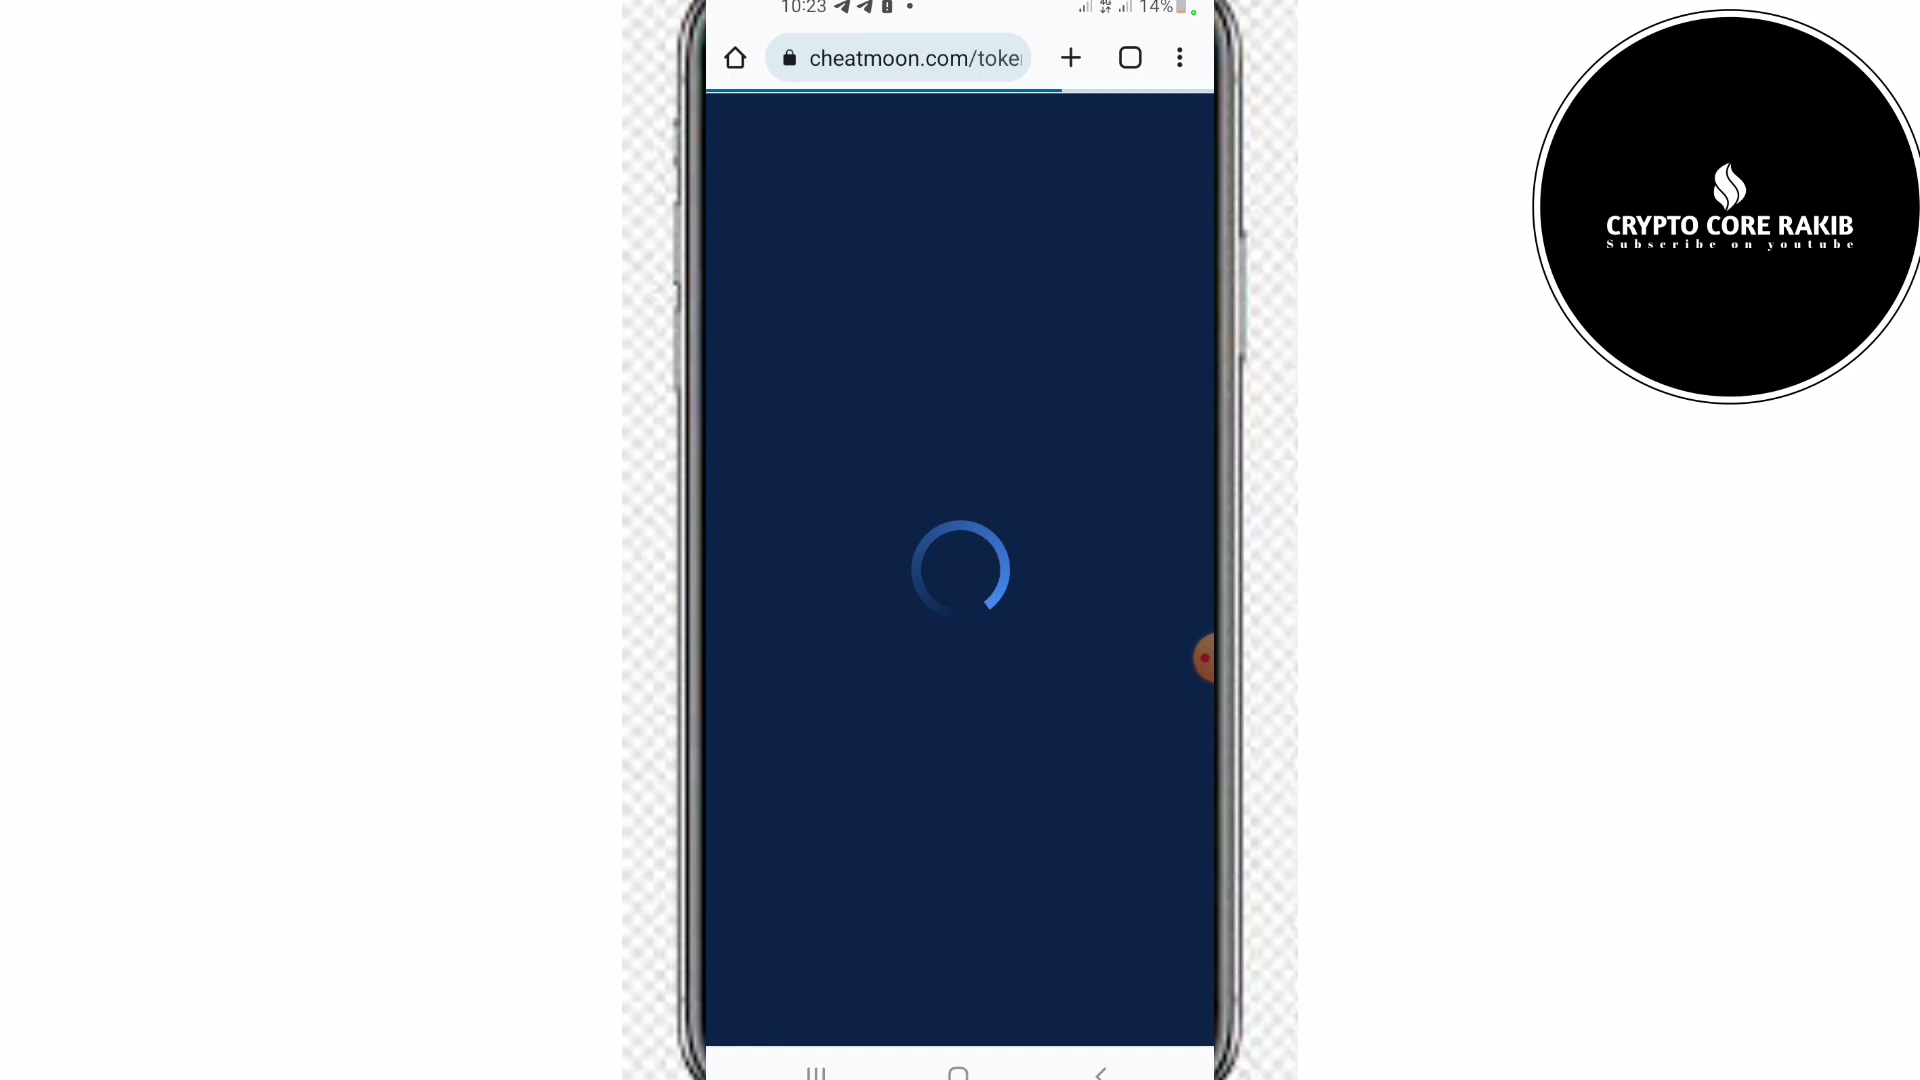 10:23
14%
cheatmoon.com/toke
CRYPTO CORE RAKIB
Subscribe on youtube